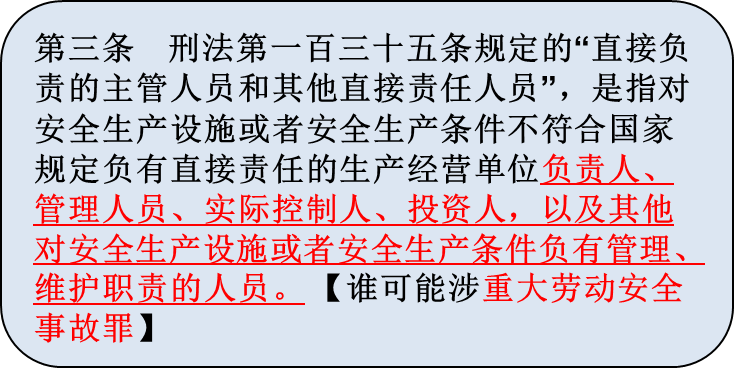 第三条　刑法第一百三十五条规定的“直接负
责的主管人员和其他直接责任人员”，是指对
安全生产设施或者安全生产条件不符合国家
规定负有直接责任的生产经营单位负责人、
管理人员、实际控制人、投资人，以及其他
对安全生产设施或者安全生产条件负有管理、
维护职责的人员。【谁可能涉重大劳动安全
事故罪】